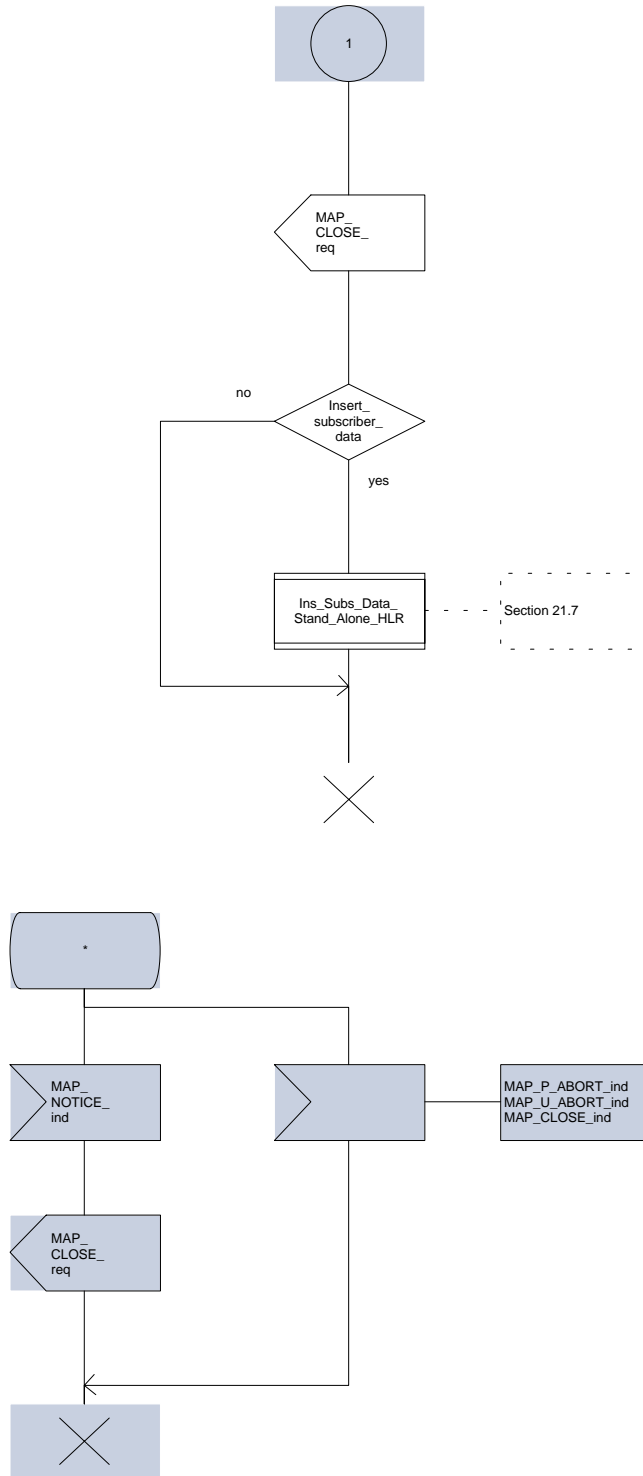 1
MAP_
CLOSE_
req
no
Insert_
subscriber_
data
yes
Ins_Subs_Data_
Stand_Alone_HLR
Section 21.7
*
MAP_
NOTICE_
ind
MAP_P_ABORT_ind
MAP_U_ABORT_ind
MAP_CLOSE_ind
MAP_
CLOSE_
req